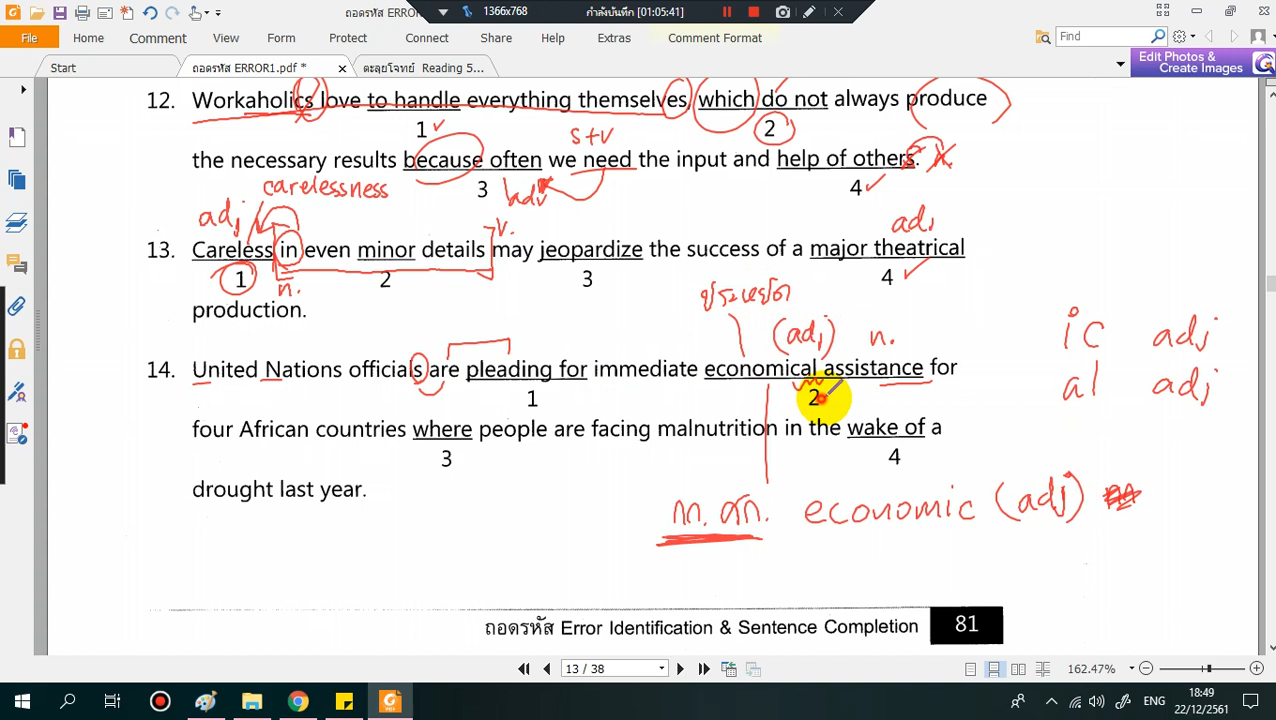 ถอดรหัส ERROR
1366x768
กำลังบันทึก [01:05:41]
File Home Comment View Form Protect Connect Share Help Extras Comment Format
Find
Start ถอดรหัส ERROR1.pdf * ตะลุยโจทย์ Reading 5...
Edit Photos &
Create Images
12. Workaholics love to handle everything themselves, which do not always produce
1 2
s+v
the necessary results because often we need the input and help of others.
carelessness 3 adv 4
adj v. adj
13. Careless in even minor details may jeopardize the success of a major theatrical
1 n. 2 3 4
production. ประหยัด
(adj) n. ic adj
14. United Nations officials are pleading for immediate economical assistance for
al adj
1 2
four African countries where people are facing malnutrition in the wake of a
3 4
drought last year.
economic (adj)
ถอดรหัส Error Identification & Sentence Completion 81
13 / 38
162.47%
ENG
18:49
22/12/2561